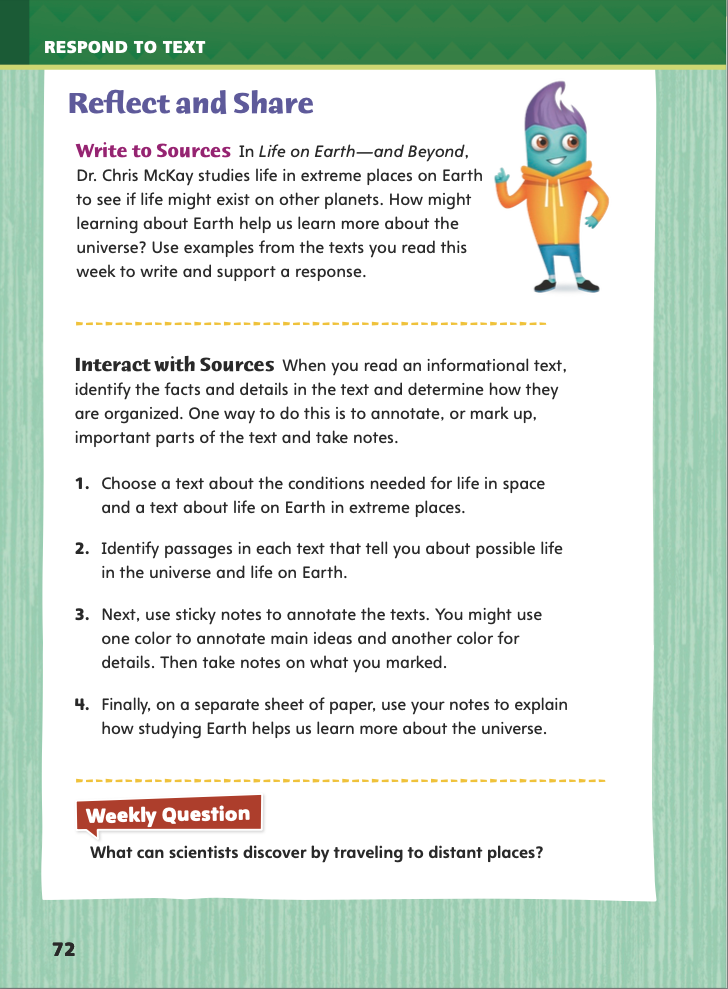 RESPOND TO TEXT
Reflect and Share
Write to Sources In Life on Earth—and Beyond,
Dr. Chris McKay studies life in extreme places on Earth
to see if life might exist on other planets. How might
learning about Earth help us learn more about the
universe? Use examples from the texts you read this
week to write and support a response.
Interact with Sources When you read an informational text,
identify the facts and details in the text and determine how they
are organized. One way to do this is to annotate, or mark up,
important parts of the text and take notes.
1. Choose a text about the conditions needed for life in space
and a text about life on Earth in extreme places.
2. Identify passages in each text that tell you about possible life
in the universe and life on Earth.
3. Next, use sticky notes to annotate the texts. You might use
one color to annotate main ideas and another color for
details. Then take notes on what you marked.
4. Finally, on a separate sheet of paper, use your notes to explain
how studying Earth helps us learn more about the universe.
Weekly Question
What can scientists discover by traveling to distant places?
72